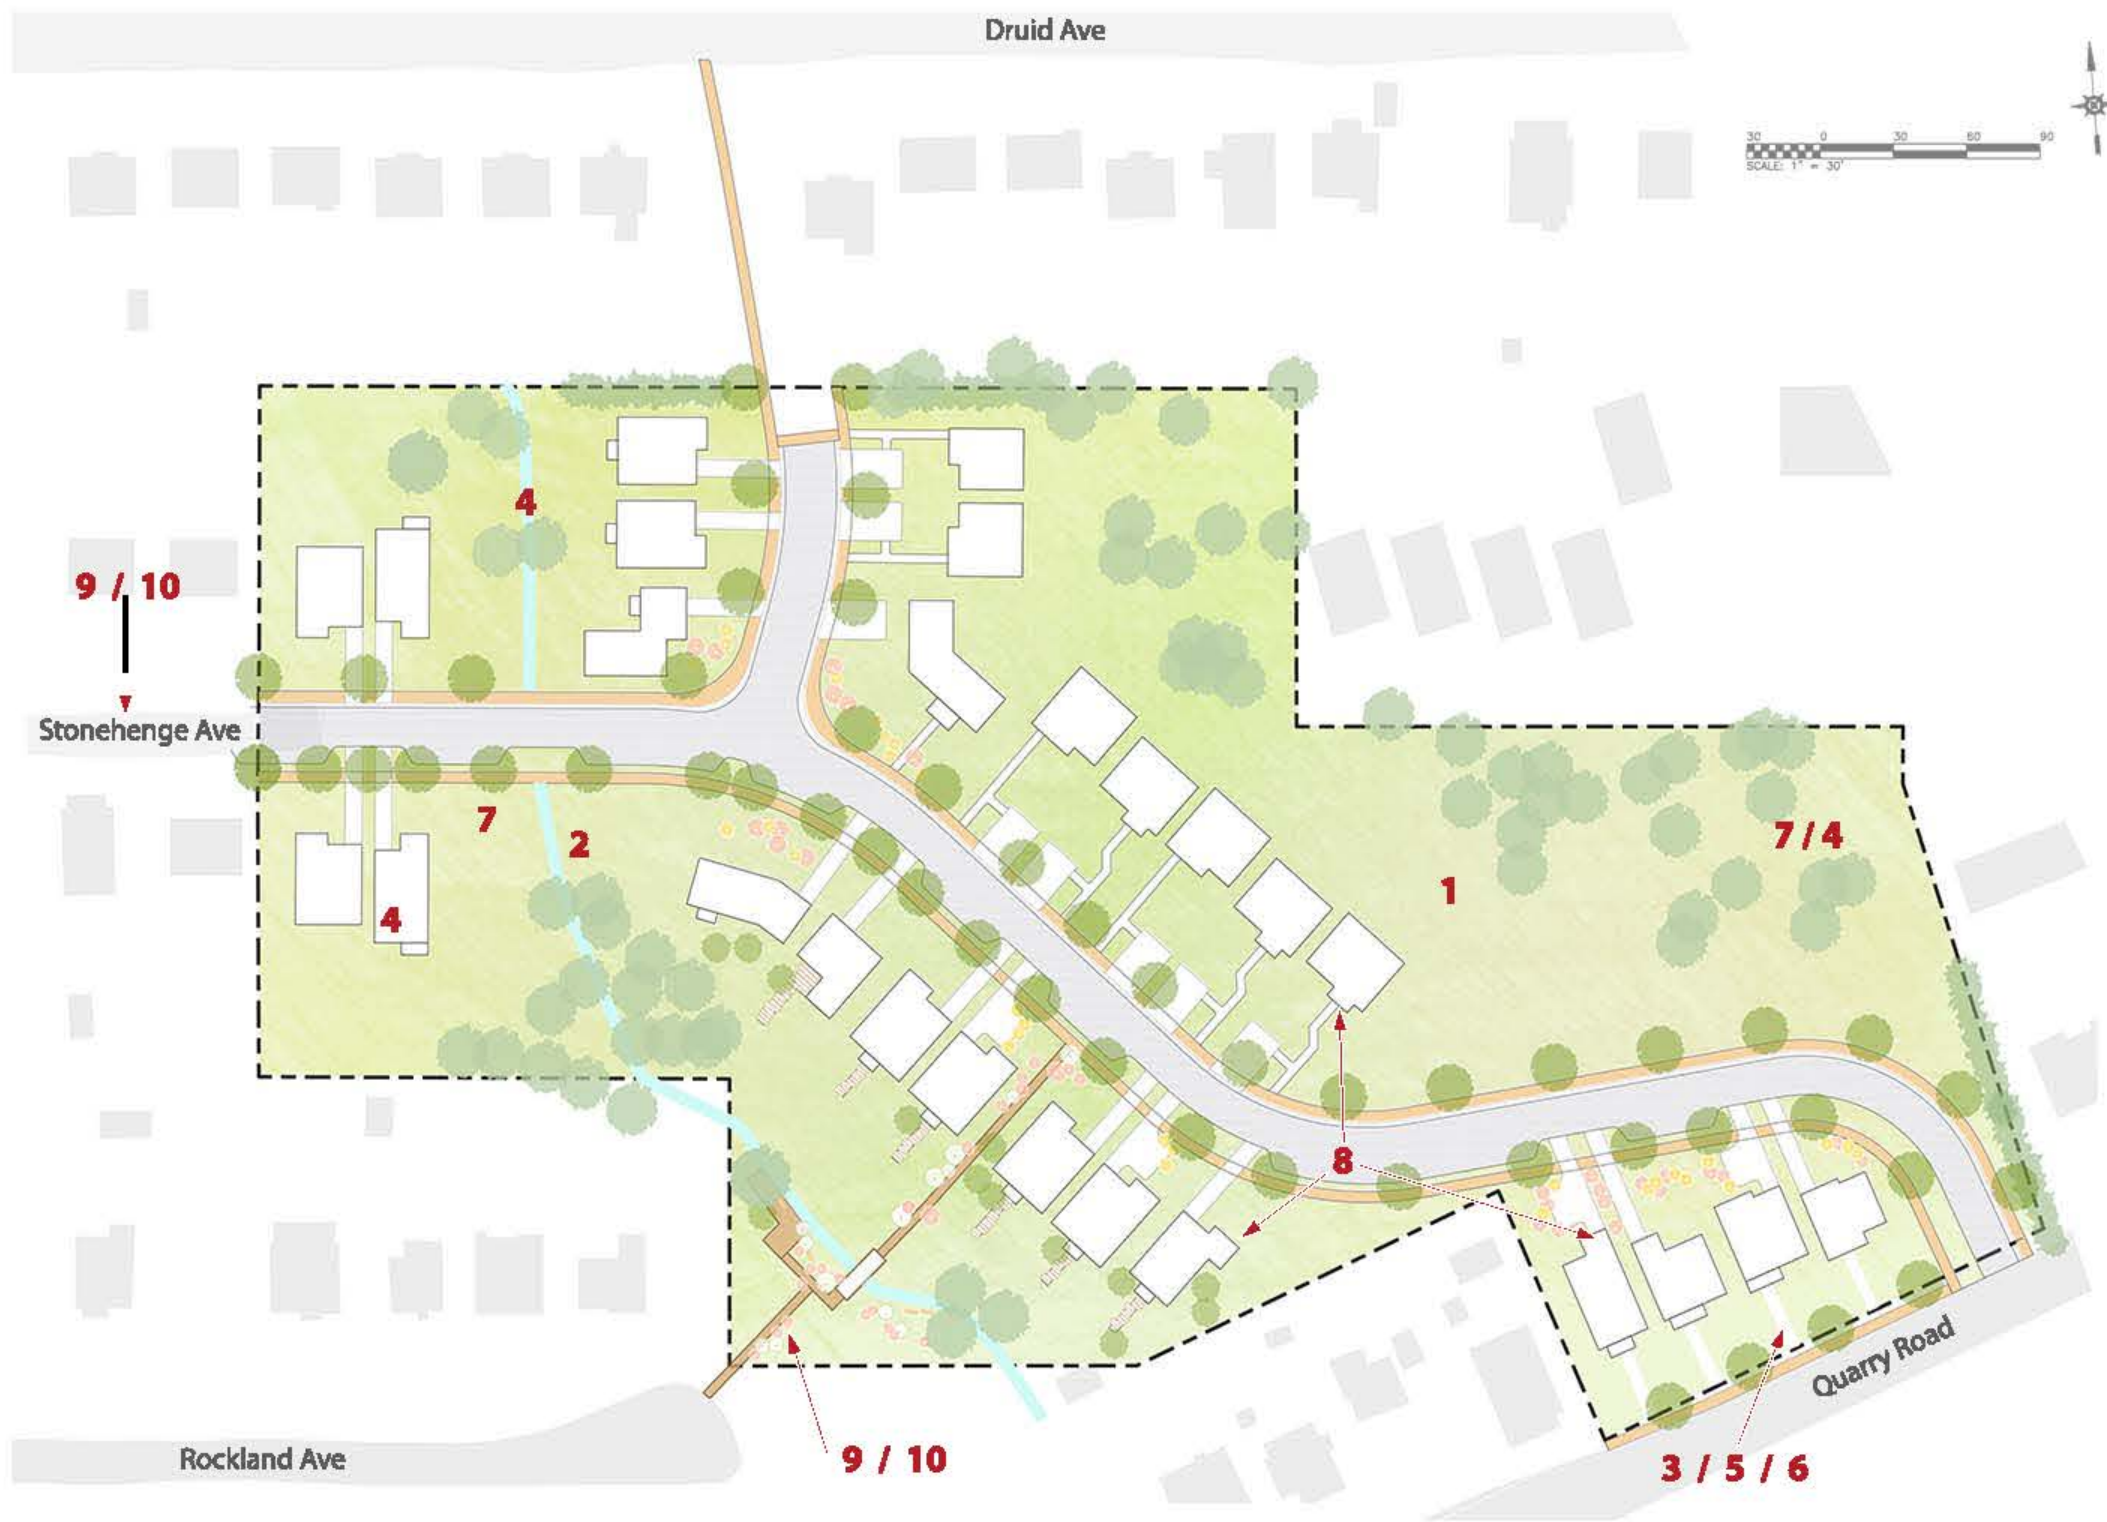 Druid Ave
30 0 30 60 90
SCALE: 1" = 30'
4
9 / 10
Stonehenge Ave
7
2
7 / 4
1
4
8
Quarry Road
9 / 10
Rockland Ave
3 / 5 / 6